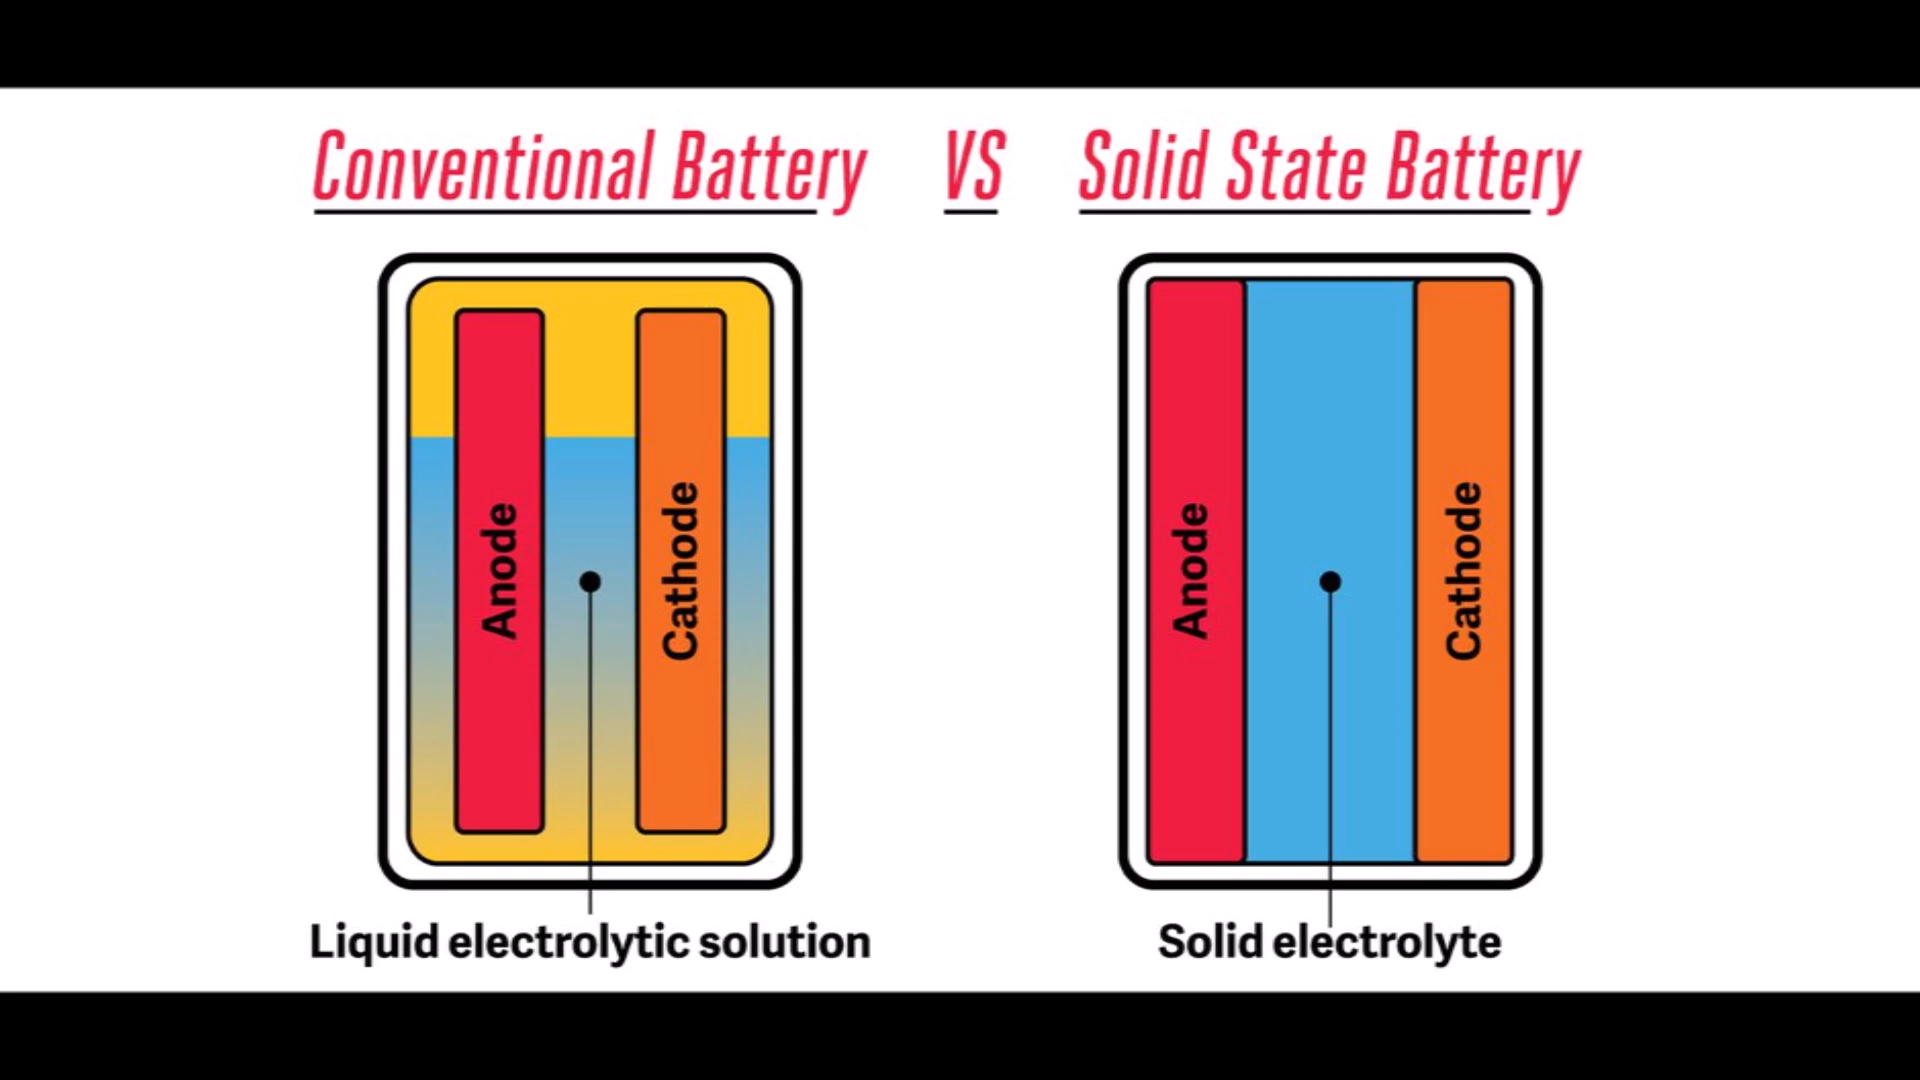 Conventional Battery VS Solid State Battery
Anode
Cathode
Anode
Cathode
Liquid electrolytic solution
Solid electrolyte